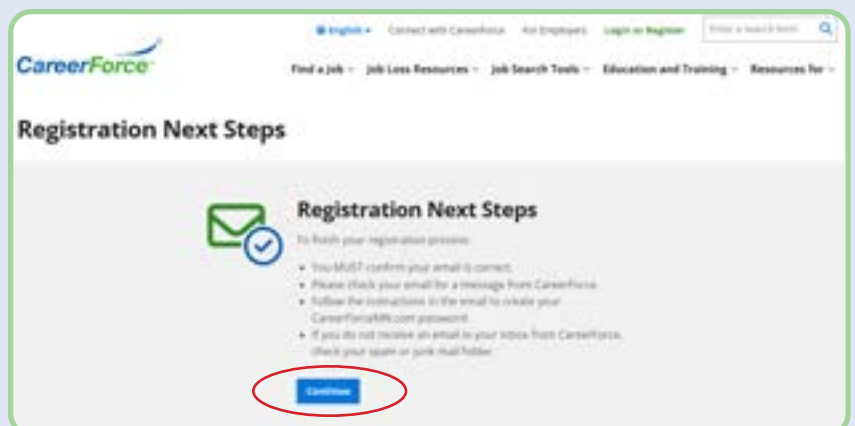 English Connect with CareerForce For Employers Login or Register Enter a search term
CareerForce
Find a Job Job Loss Resources Job Search Tools Education and Training Resources for
Registration Next Steps
Registration Next Steps
To finish your registration process:
• You MUST confirm your email is correct.
• Please check your email for a message from CareerForce.
• Follow the instructions in the email to create your
CareerForceMN.com password.
• If you do not receive an email in your inbox from CareerForce,
check your spam or junk mail folder.
Continue